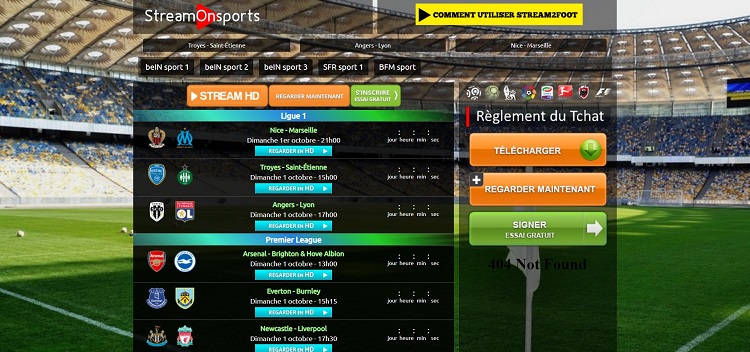 StreamOnsports
COMMENT UTILISER STREAM2FOOT
Troyes - Saint-Étienne
Angers - Lyon
Nice - Marseille
beIN sport 1
beIN sport 2
beIN sport 3
SFR sport 1
BFM sport
STREAM HD
REGARDER MAINTENANT
S'INSCRIRE
ESSAI GRATUIT
Ligue 1
Nice - Marseille
Dimanche 1er octobre - 21h00
REGARDER EN HD
: : :
jour heure min sec
Troyes - Saint-Étienne
Dimanche 1 octobre - 15h00
REGARDER EN HD
: : :
jour heure min sec
Angers - Lyon
Dimanche 1 octobre - 17h00
REGARDER EN HD
: : :
jour heure min sec
Premier League
Arsenal - Brighton & Hove Albion
Dimanche 1 octobre - 13h00
REGARDER EN HD
: : :
jour heure min sec
Everton - Burnley
Dimanche 1 octobre - 15h15
REGARDER EN HD
: : :
jour heure min sec
Newcastle - Liverpool
Dimanche 1 octobre - 17h30
REGARDER EN HD
: : :
jour heure min sec
Règlement du Tchat
TÉLÉCHARGER
REGARDER MAINTENANT
SIGNER
ESSAI GRATUIT
404 Not Found